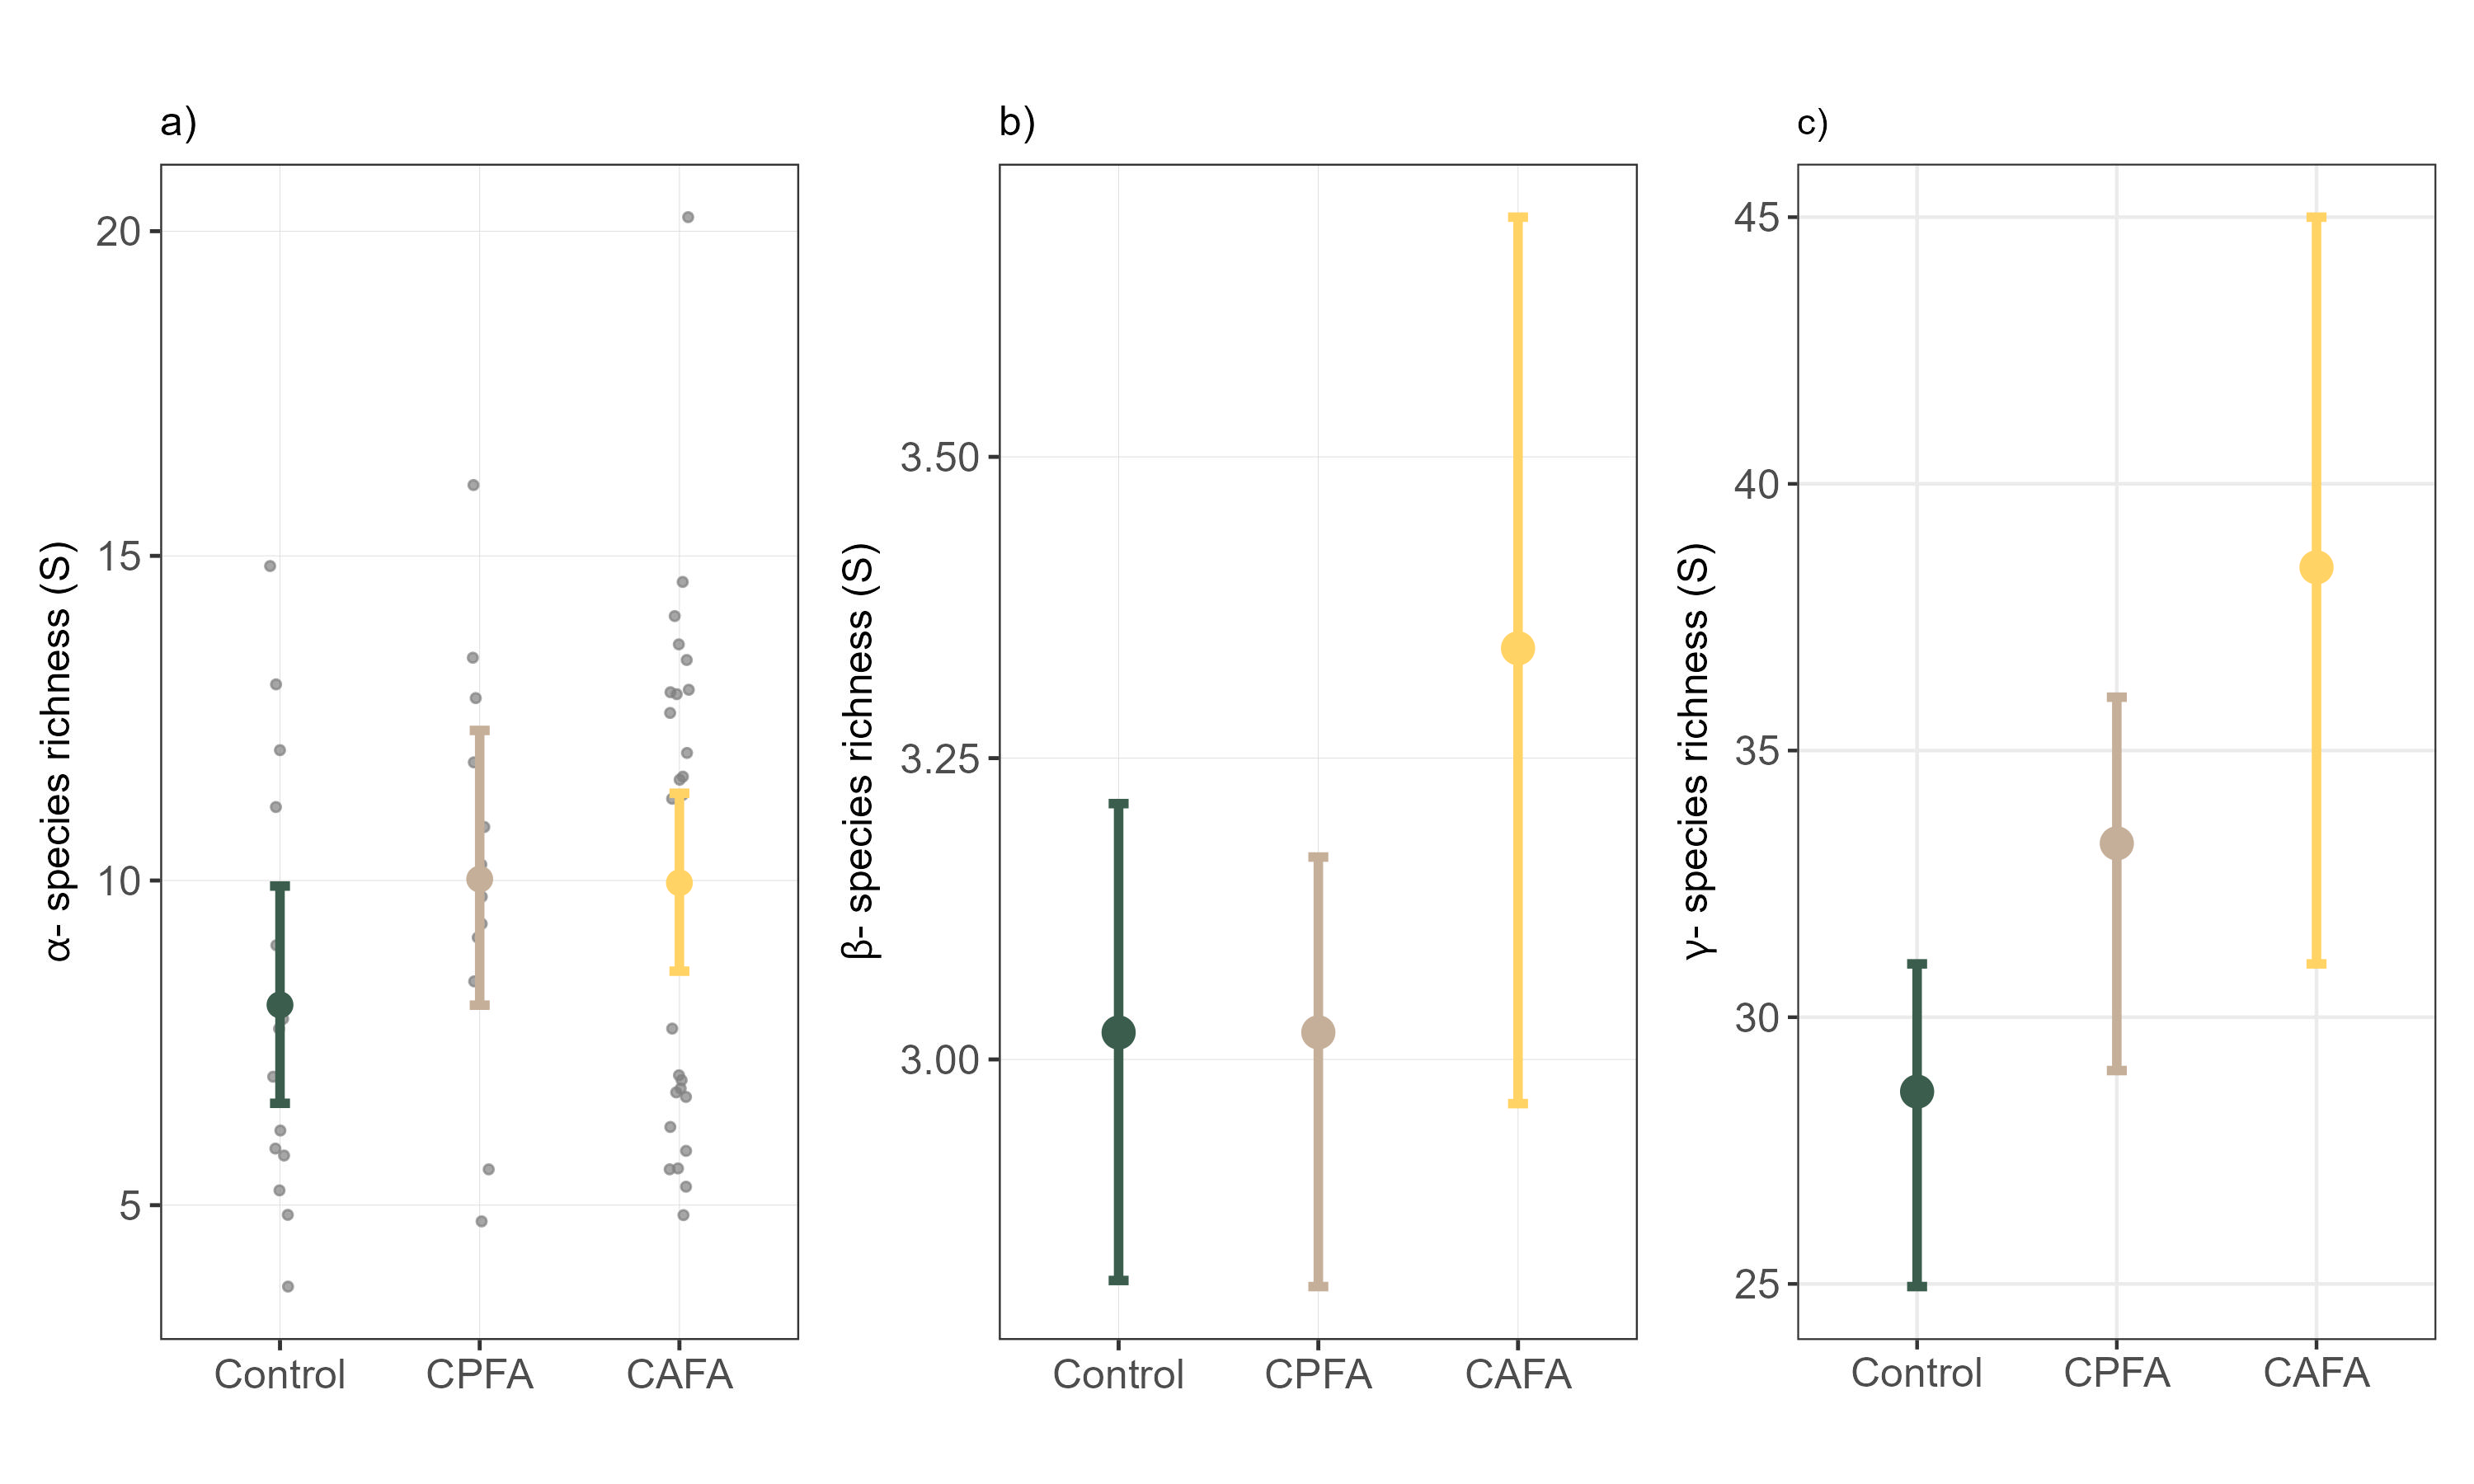 a)
α- species richness (S)
20
15
10
5
Control CPFA CAFA
b)
β- species richness (S)
3.50
3.25
3.00
Control CPFA CAFA
c)
γ- species richness (S)
45
40
35
30
25
Control CPFA CAFA